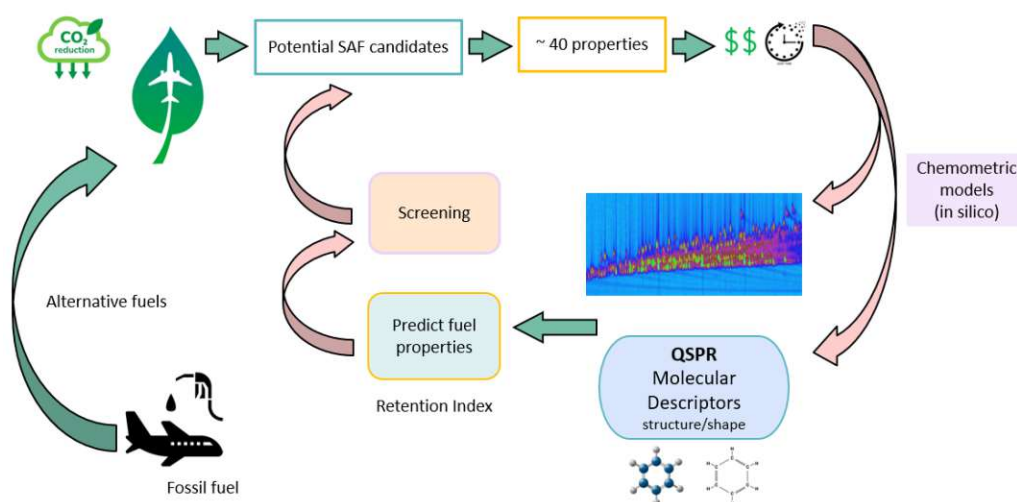 CO2
reduction
Potential SAF candidates
~ 40 properties
$$
Chemometric
models
(in silico)
Screening
Alternative fuels
Predict fuel
properties
QSPR
Molecular
Descriptors
structure/shape
Retention Index
Fossil fuel